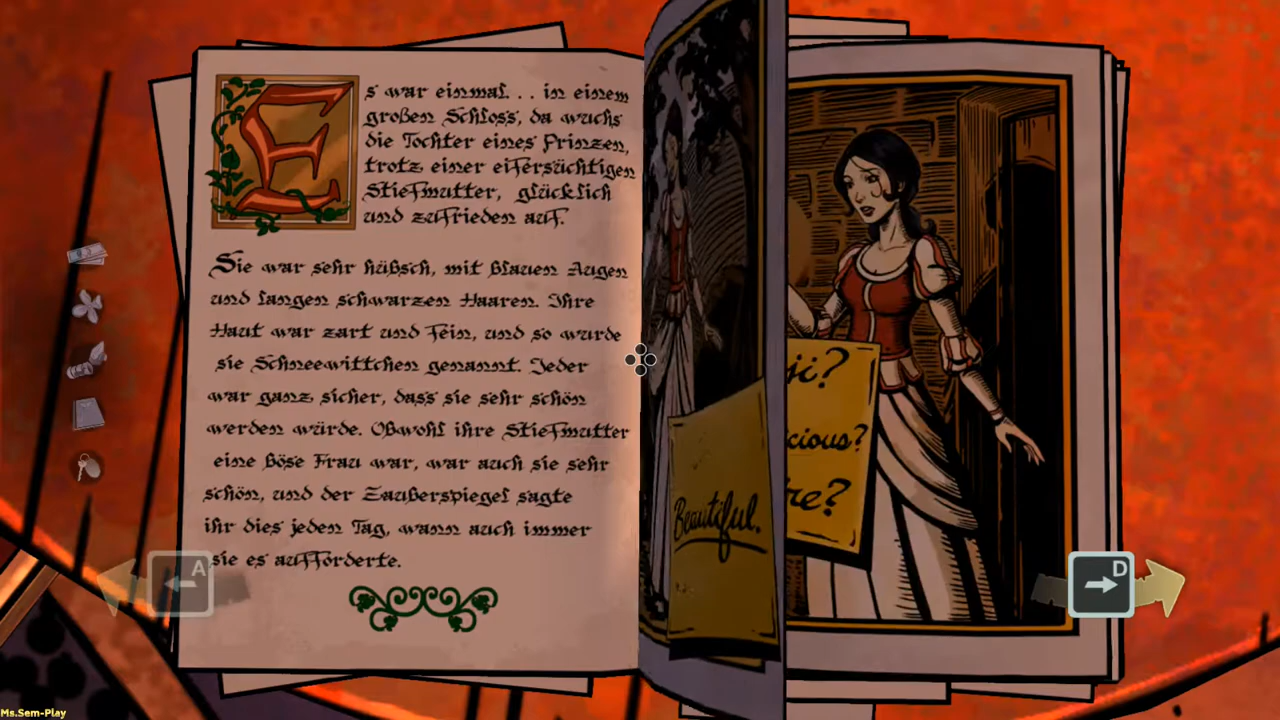 Es war einmal. . . in einem
großen Schloss, da wuchs
die Tochter eines Prinzen,
trotz einer eifersüchtigen
Stiefmutter, glücklich
und zufrieden auf.
Sie war sehr hübsch, mit blauen Augen
und langen schwarzen Haaren. Ihre
Haut war zart und fein, und so wurde
sie Schneewittchen genannt. Jeder
war ganz sicher, dass sie sehr schön
werden würde. Obwohl ihre Stiefmutter
eine böse Frau war, war auch sie sehr
schön, und der Zauberspiegel sagte
ihr dies jeden Tag, wann auch immer
sie es aufforderte.
Beautiful.
A
D
Ms.Sem-Play